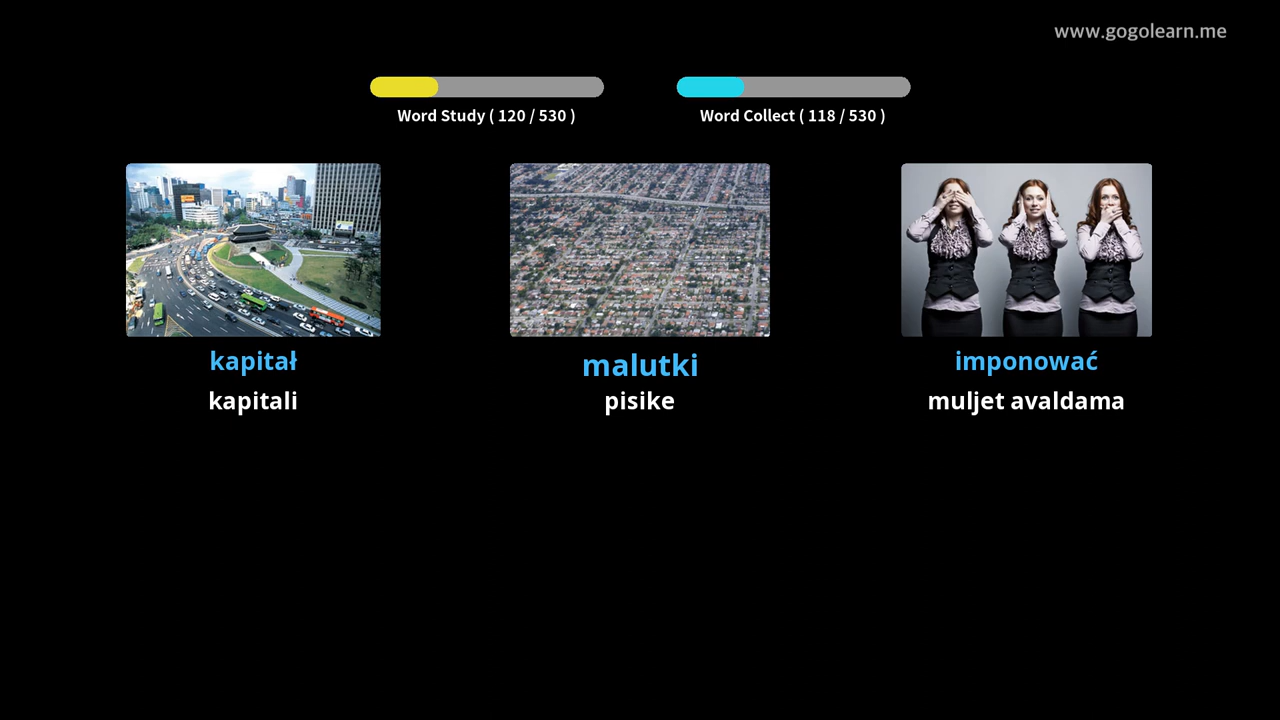 www.gogolearn.me
Word Study ( 120 / 530 )
Word Collect ( 118 / 530 )
kapitał
malutki
imponować
kapitali
pisike
muljet avaldama